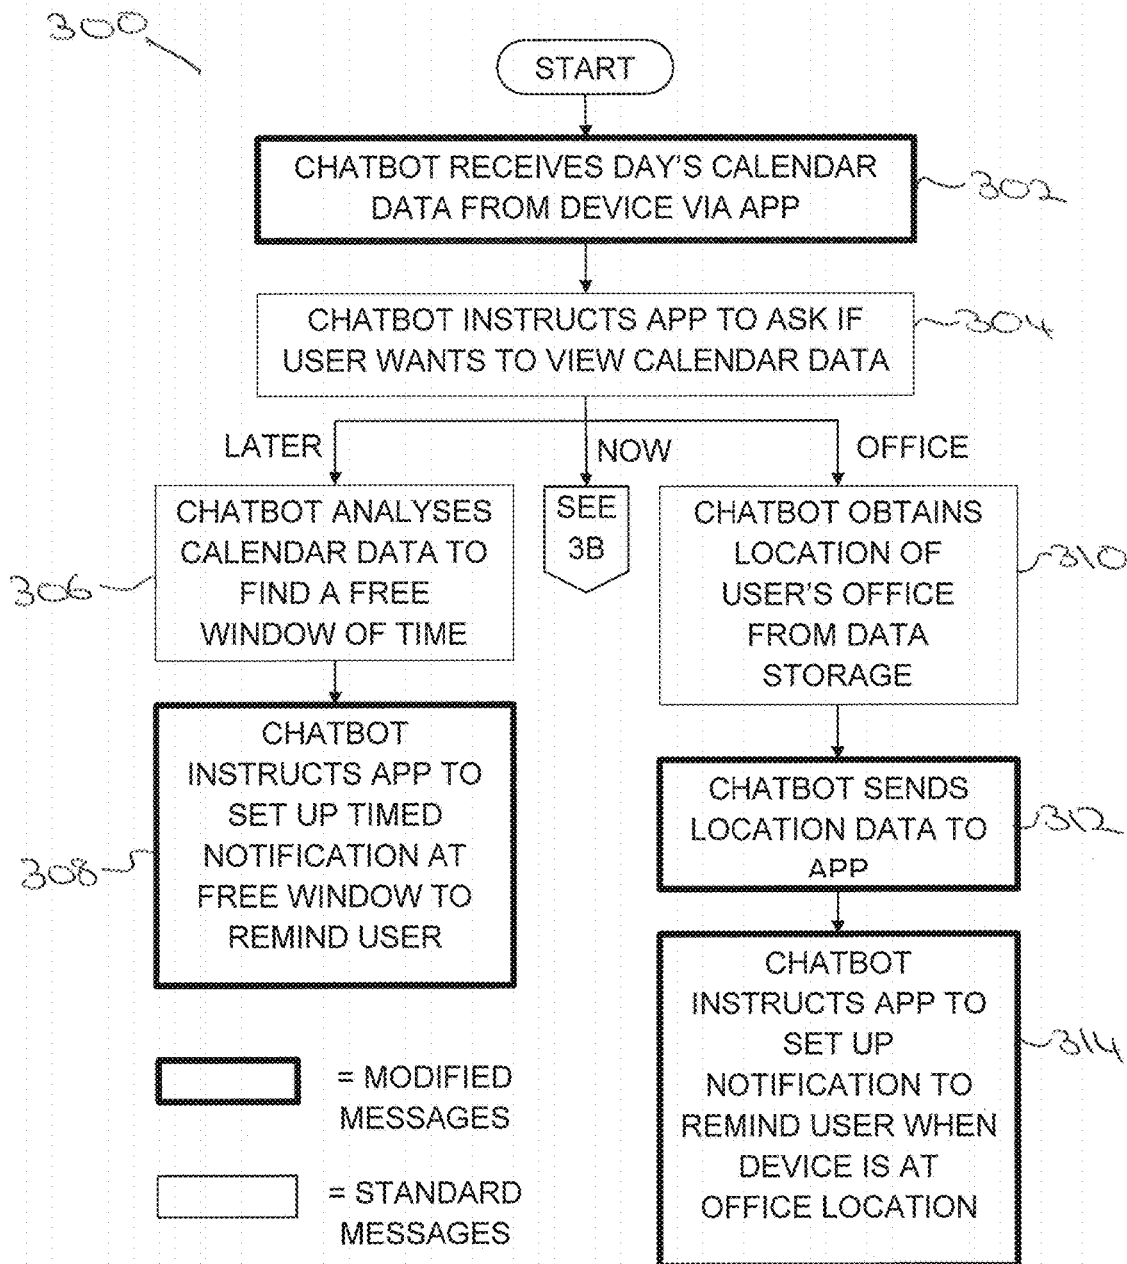 300
START
CHATBOT RECEIVES DAY'S CALENDAR
DATA FROM DEVICE VIA APP
302
CHATBOT INSTRUCTS APP TO ASK IF
USER WANTS TO VIEW CALENDAR DATA
304
LATER
NOW
OFFICE
CHATBOT ANALYSES
CALENDAR DATA TO
FIND A FREE
WINDOW OF TIME
306
SEE
3B
CHATBOT OBTAINS
LOCATION OF
USER'S OFFICE
FROM DATA
STORAGE
310
CHATBOT
INSTRUCTS APP TO
SET UP TIMED
NOTIFICATION AT
FREE WINDOW TO
REMIND USER
308
CHATBOT SENDS
LOCATION DATA TO
APP
312
CHATBOT
INSTRUCTS APP TO
SET UP
NOTIFICATION TO
REMIND USER WHEN
DEVICE IS AT
OFFICE LOCATION
314
= MODIFIED
MESSAGES
= STANDARD
MESSAGES